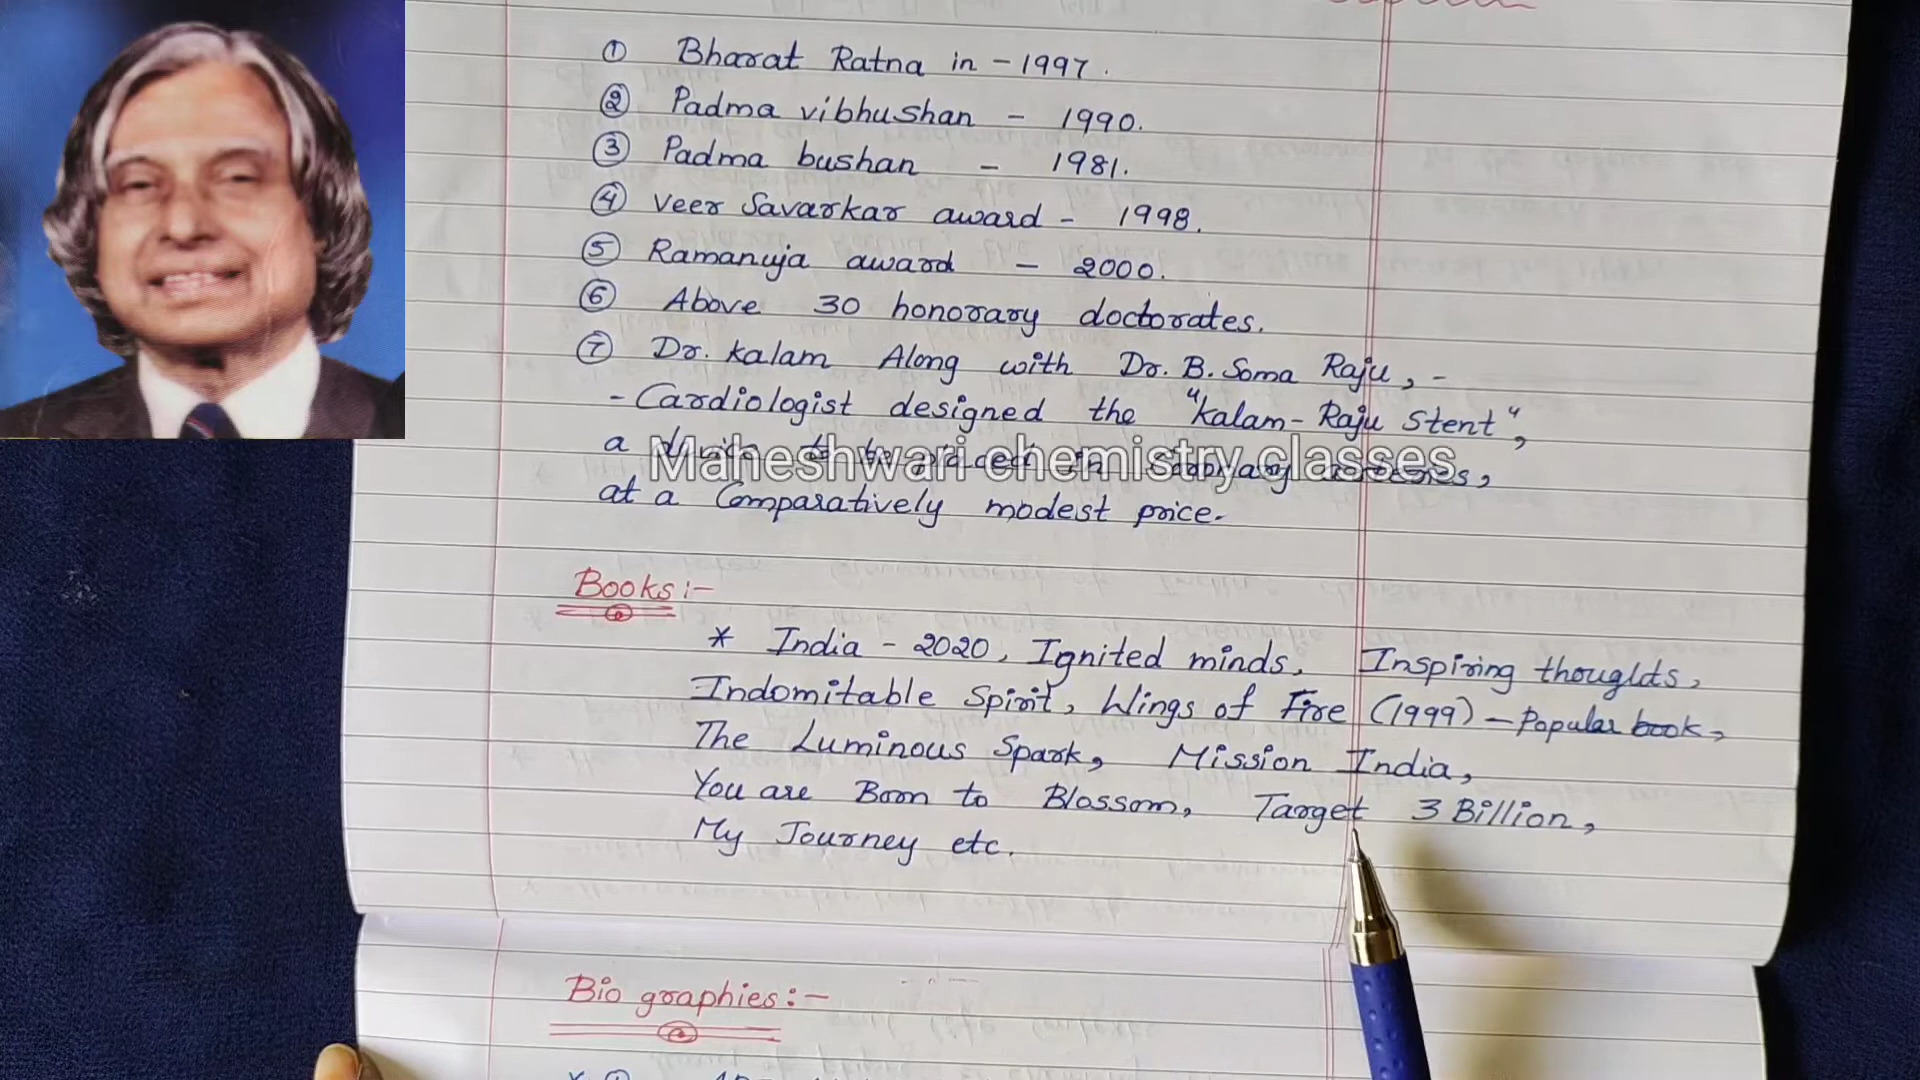 ① Bharat Ratna in - 1997.
② Padma vibhushan - 1990.
③ Padma bushan - 1981.
④ Veer Savarkar award - 1998.
⑤ Ramanuja award - 2000.
⑥ Above 30 honorary doctorates.
⑦ Dr. Kalam Along with Dr. B. Soma Raju, -
- Cardiologist designed the "Kalam-Raju Stent",
a
Maheshwari chemistry classes
at a Comparatively modest price.
Books:-
* India - 2020, Ignited minds, Inspiring thoughts,
Indomitable Spirit, Wings of Fire (1999) - Popular book,
The Luminous Spark, Mission India,
You are Born to Blossom, Target 3 Billion,
My Journey etc.
Bio graphies:-